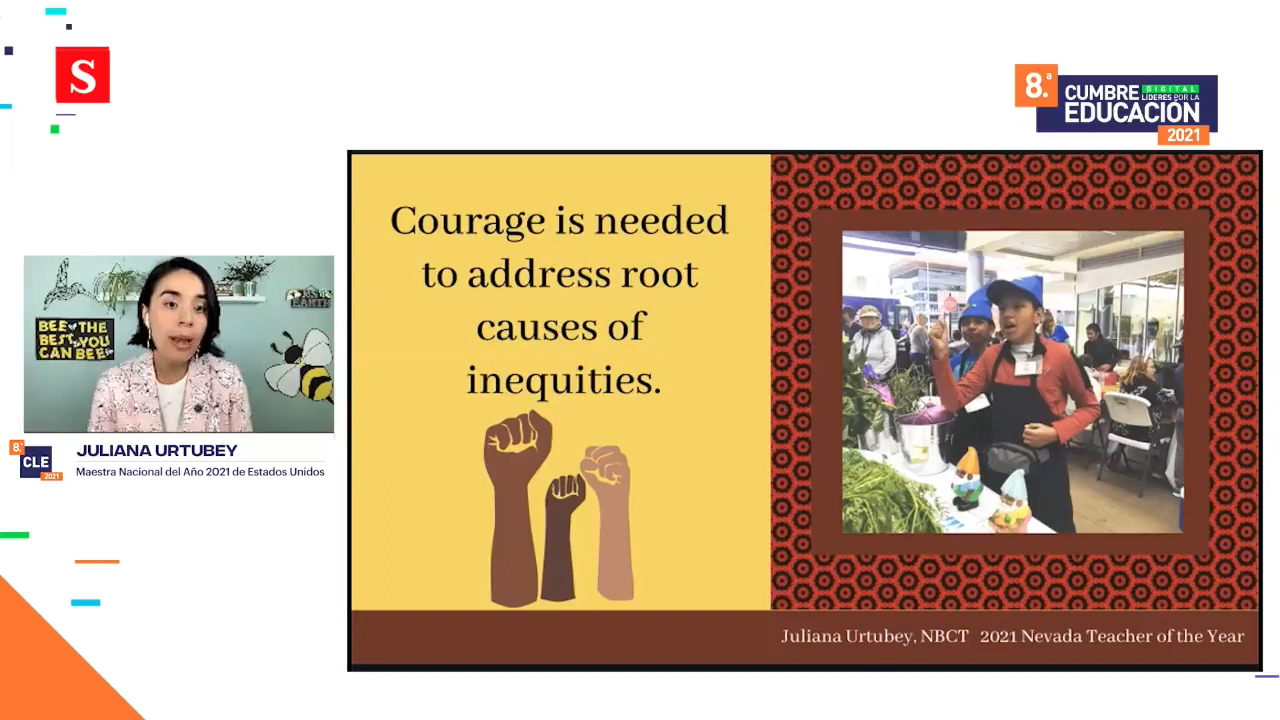 S
8.ª
CUMBRE DIGITAL
LÍDERES POR LA
EDUCACIÓN
2021
Courage is needed
to address root
causes of
inequities.
BEE THE
BEST YOU
CAN BEE
8.ª
CLE
2021
JULIANA URTUBEY
Maestra Nacional del Año 2021 de Estados Unidos
Juliana Urtubey, NBCT 2021 Nevada Teacher of the Year